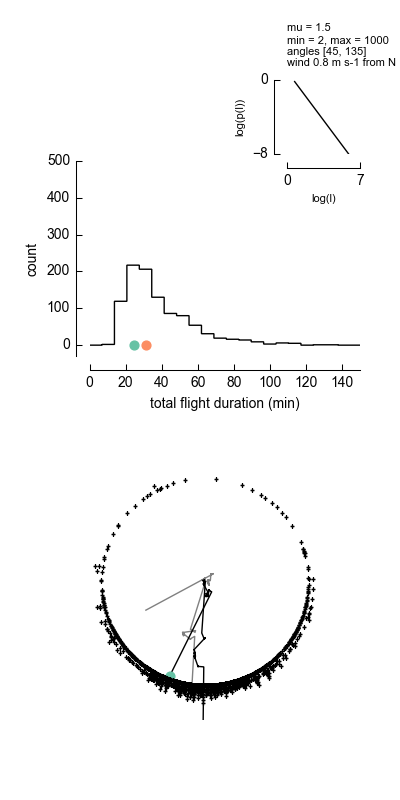 mu = 1.5
min = 2, max = 1000
angles [45, 135]
wind 0.8 m s-1 from N
0
log(p(l))
−8
0 7
log(l)
500
400
300
count
200
100
0
0 20 40 60 80 100 120 140
total flight duration (min)